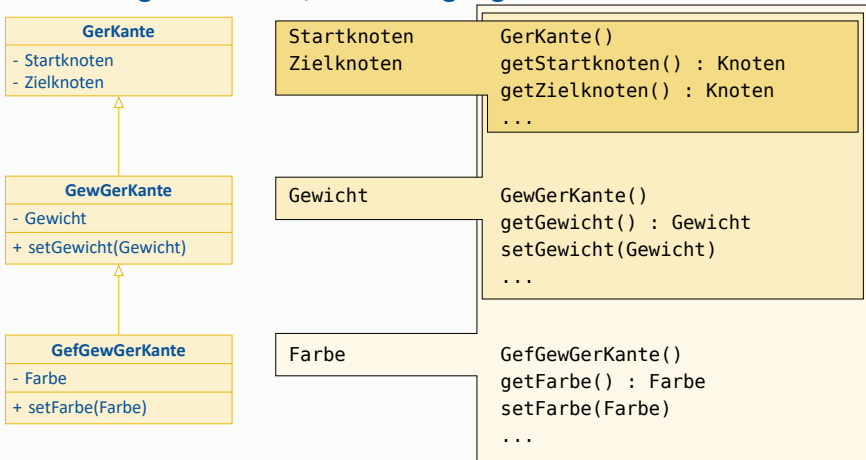 GerKante
- Startknoten
- Zielknoten
GewGerKante
- Gewicht
+ setGewicht(Gewicht)
GefGewGerKante
- Farbe
+ setFarbe(Farbe)
Startknoten GerKante()
Zielknoten getStartknoten() : Knoten
getZielknoten() : Knoten
...
Gewicht GewGerKante()
getGewicht() : Gewicht
setGewicht(Gewicht)
...
Farbe GefGewGerKante()
getFarbe() : Farbe
setFarbe(Farbe)
...